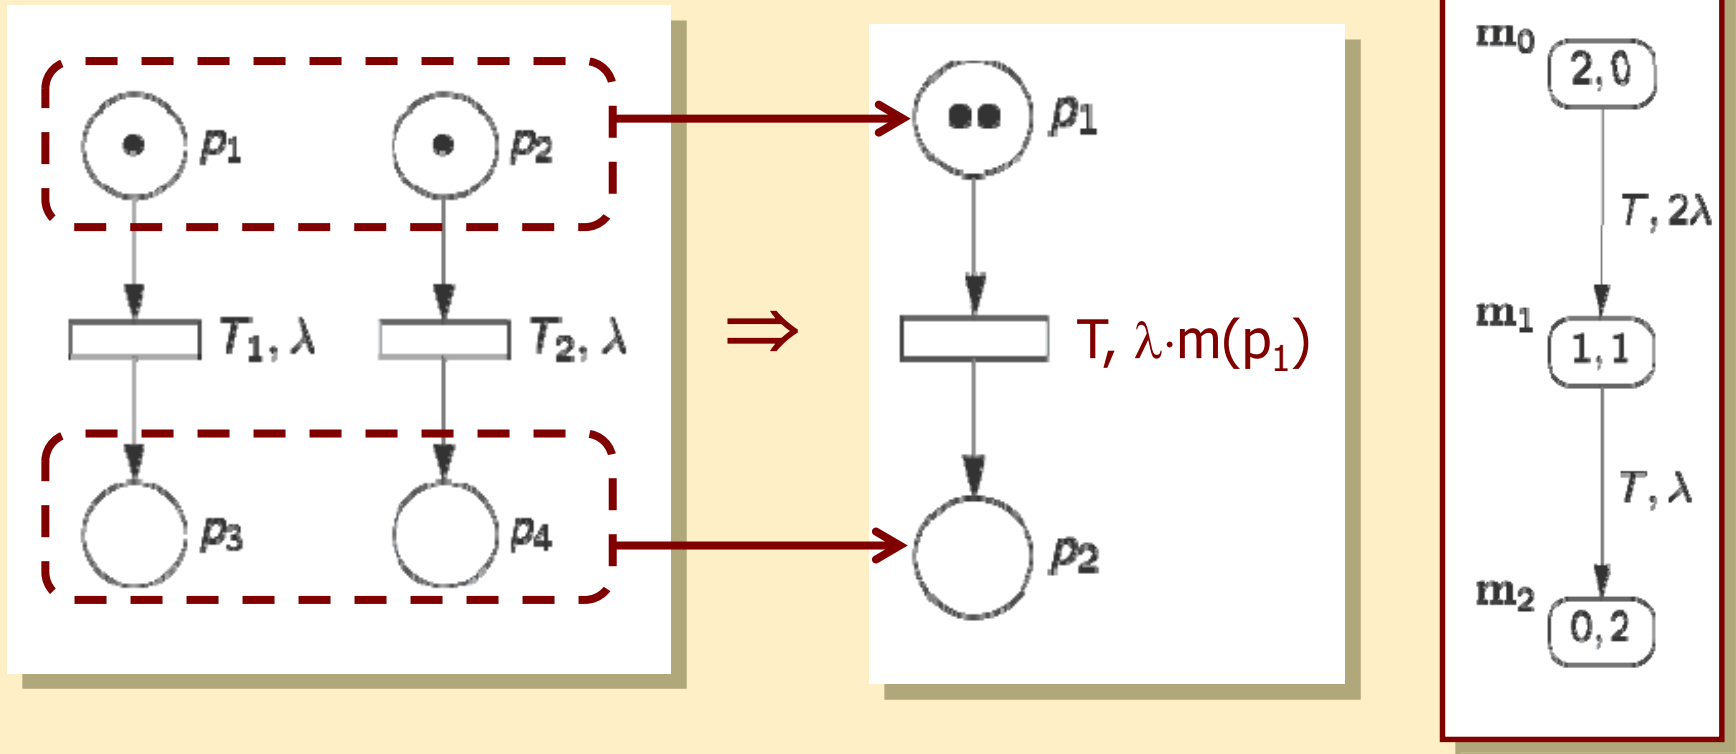 p₁
p₂
T₁, λ
T₂, λ
p₃
p₄
⇒
p₁
T, λ·m(p₁)
p₂
m₀
2,0
T, 2λ
m₁
1,1
T, λ
m₂
0,2